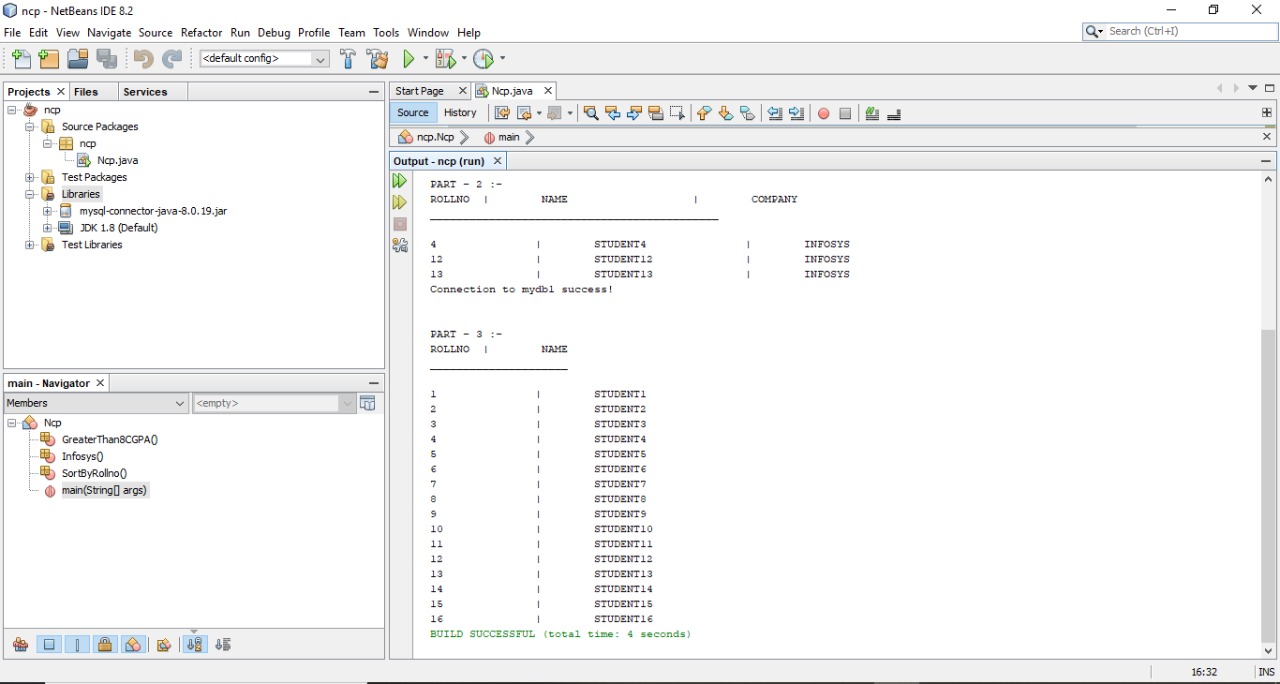 ncp - NetBeans IDE 8.2
File Edit View Navigate Source Refactor Run Debug Profile Team Tools Window Help
Search (Ctrl+I)
<default config>
Projects Files Services
ncp
Source Packages
ncp
Ncp.java
Test Packages
Libraries
mysql-connector-java-8.0.19.jar
JDK 1.8 (Default)
Test Libraries
main - Navigator
Members <empty>
Ncp
GreaterThan8CGPA()
Infosys()
SortByRollno()
main(String[] args)
Start Page Ncp.java
Source History
ncp.Ncp main
Output - ncp (run)
PART - 2 :-
ROLLNO | NAME | COMPANY
4 | STUDENT4 | INFOSYS
12 | STUDENT12 | INFOSYS
13 | STUDENT13 | INFOSYS
Connection to mydb1 success!
PART - 3 :-
ROLLNO | NAME
1 | STUDENT1
2 | STUDENT2
3 | STUDENT3
4 | STUDENT4
5 | STUDENT5
6 | STUDENT6
7 | STUDENT7
8 | STUDENT8
9 | STUDENT9
10 | STUDENT10
11 | STUDENT11
12 | STUDENT12
13 | STUDENT13
14 | STUDENT14
15 | STUDENT15
16 | STUDENT16
BUILD SUCCESSFUL (total time: 4 seconds)
16:32 INS